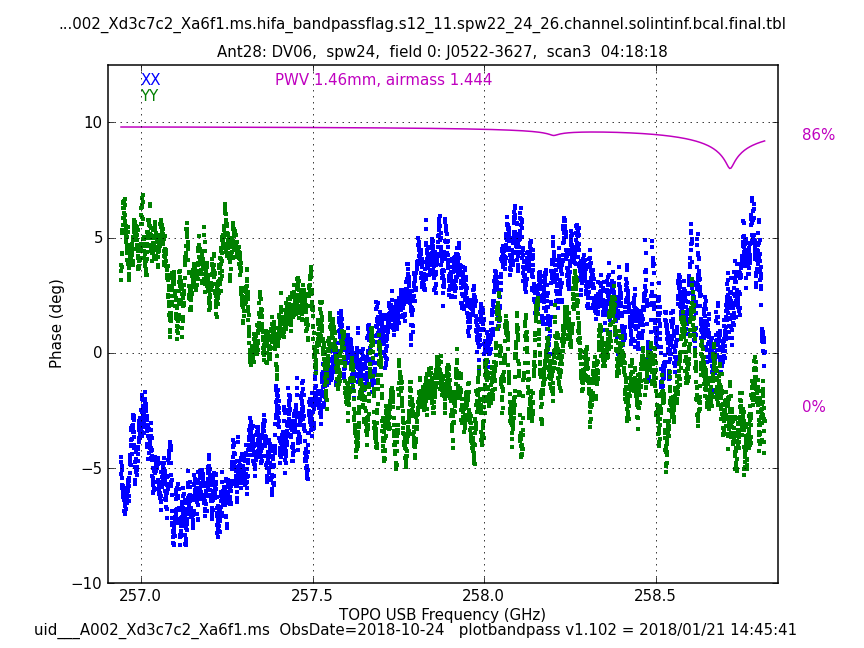 ...002_Xd3c7c2_Xa6f1.ms.hifa_bandpassflag.s12_11.spw22_24_26.channel.solintinf.bcal.final.tbl
Ant28: DV06, spw24, field 0: J0522-3627, scan3 04:18:18
XX
PWV 1.46mm, airmass 1.444
YY
10
86%
5
Phase (deg)
0
0%
−5
−10
257.0
257.5
258.0
258.5
TOPO USB Frequency (GHz)
uid___A002_Xd3c7c2_Xa6f1.ms ObsDate=2018-10-24 plotbandpass v1.102 = 2018/01/21 14:45:41